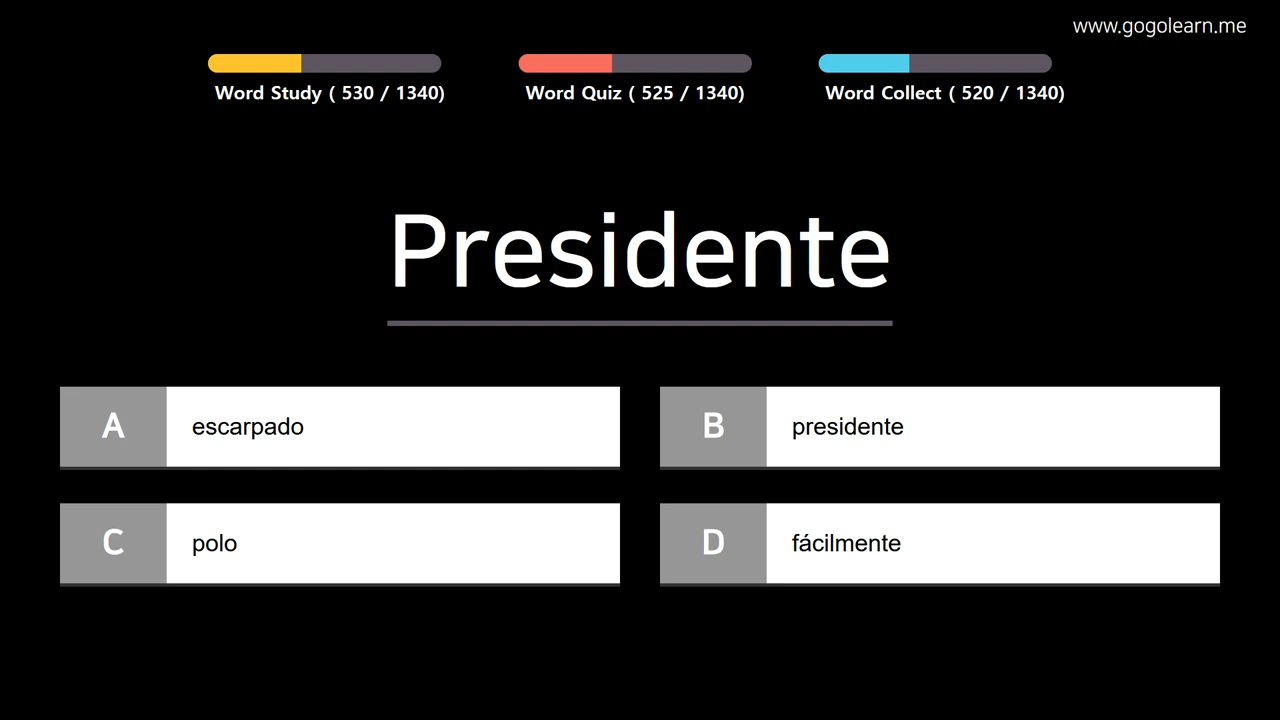 www.gogolearn.me
Word Study ( 530 / 1340)
Word Quiz ( 525 / 1340)
Word Collect ( 520 / 1340)
Presidente
A
escarpado
B
presidente
C
polo
D
fácilmente